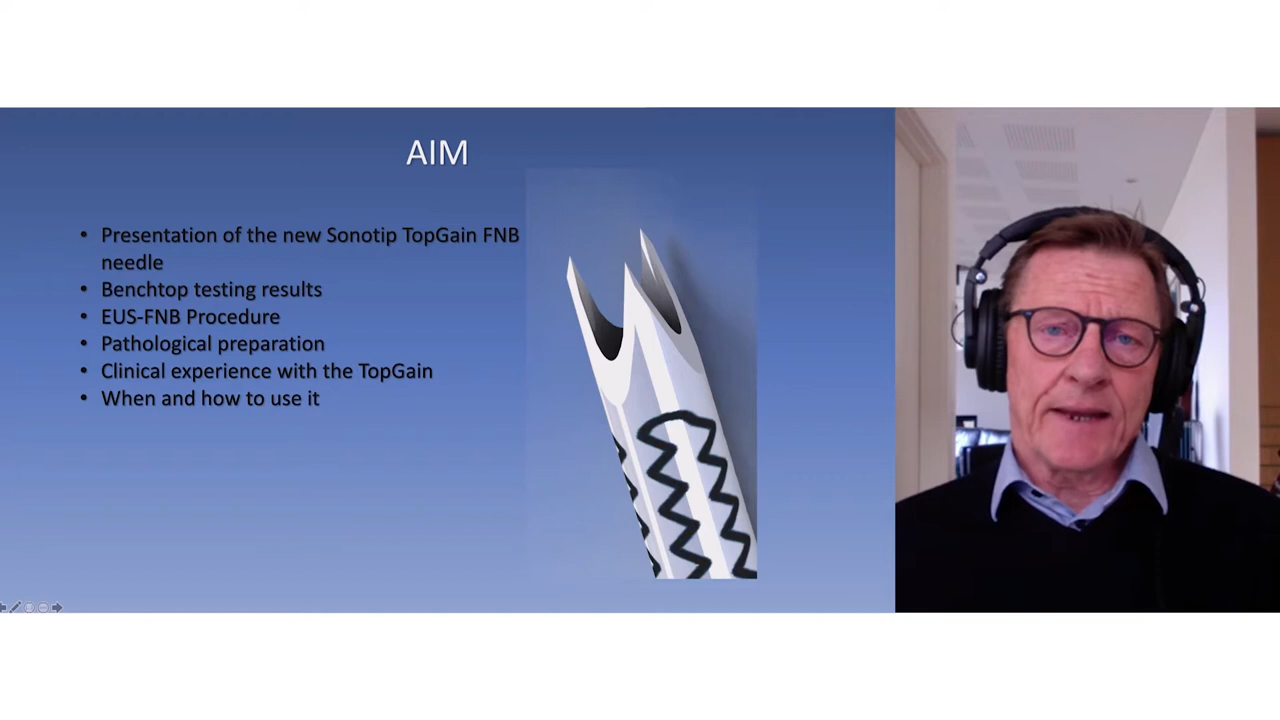 AIM
• Presentation of the new Sonotip TopGain FNB
needle
• Benchtop testing results
• EUS-FNB Procedure
• Pathological preparation
• Clinical experience with the TopGain
• When and how to use it